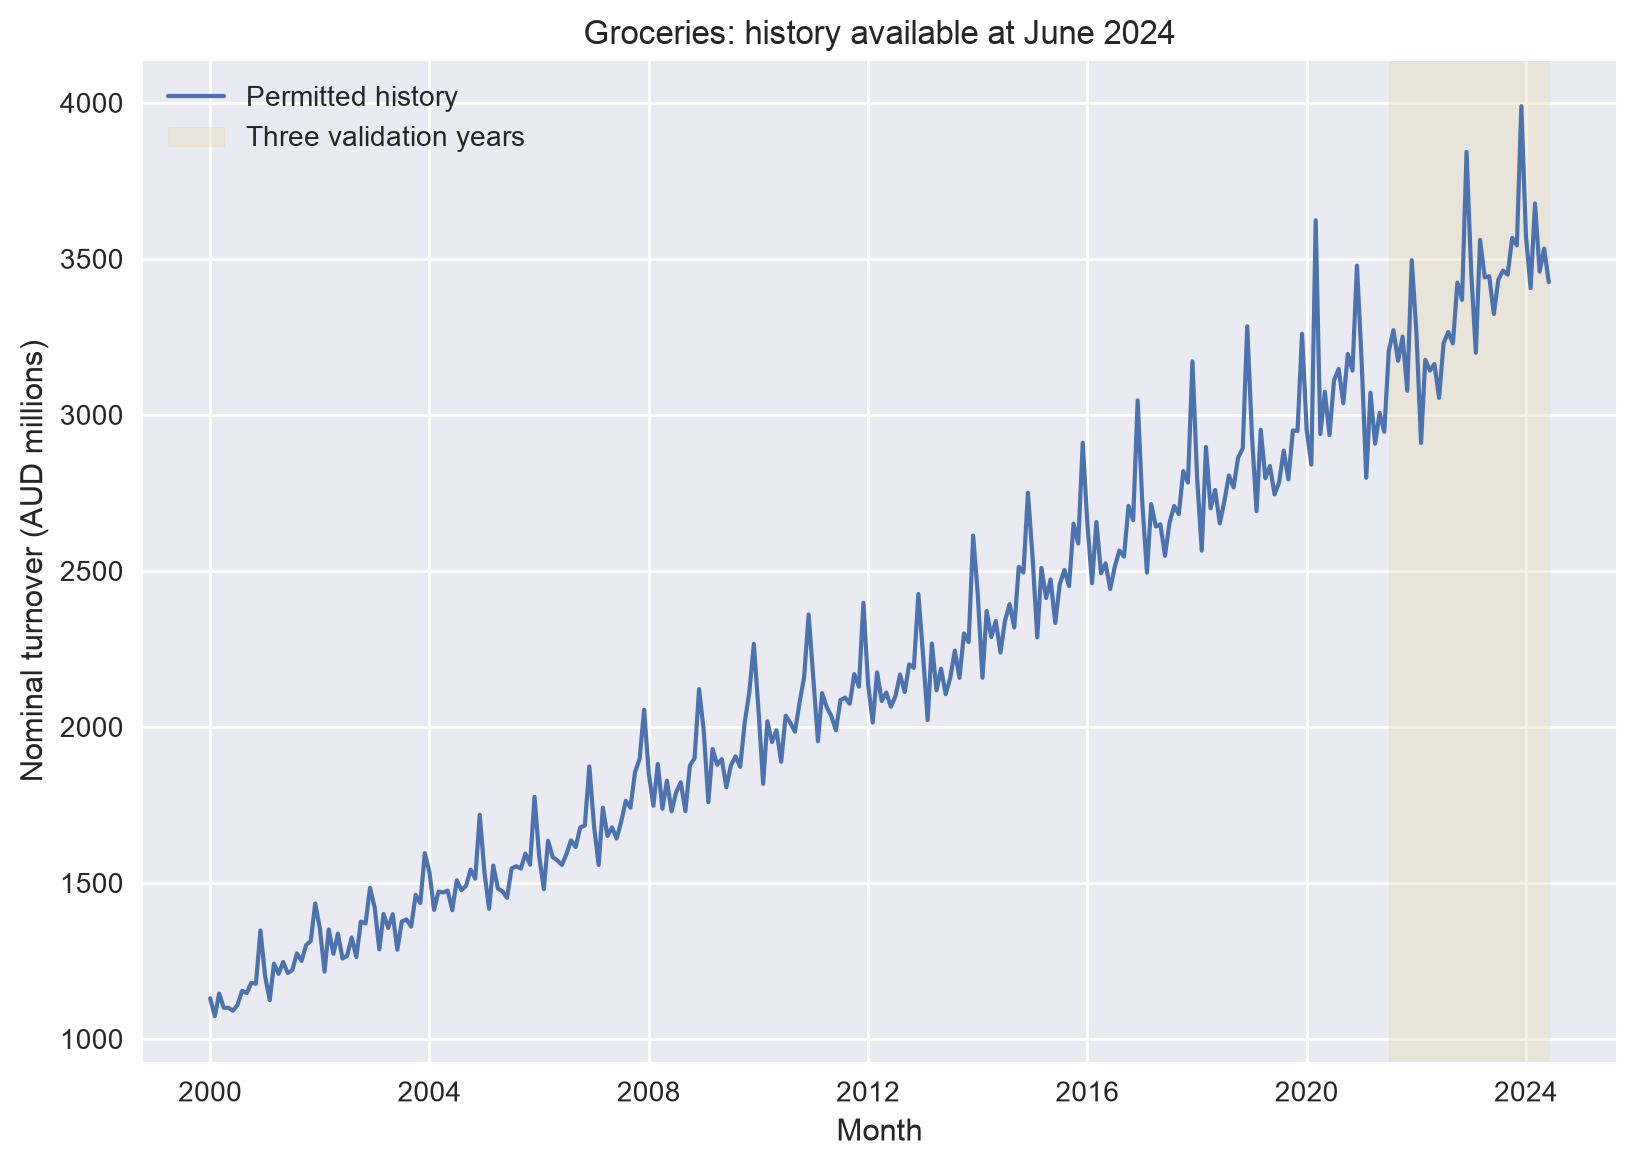 Groceries: history available at June 2024
Permitted history
Three validation years
4000
3500
3000
2500
2000
1500
1000
Nominal turnover (AUD millions)
2000 2004 2008 2012 2016 2020 2024
Month